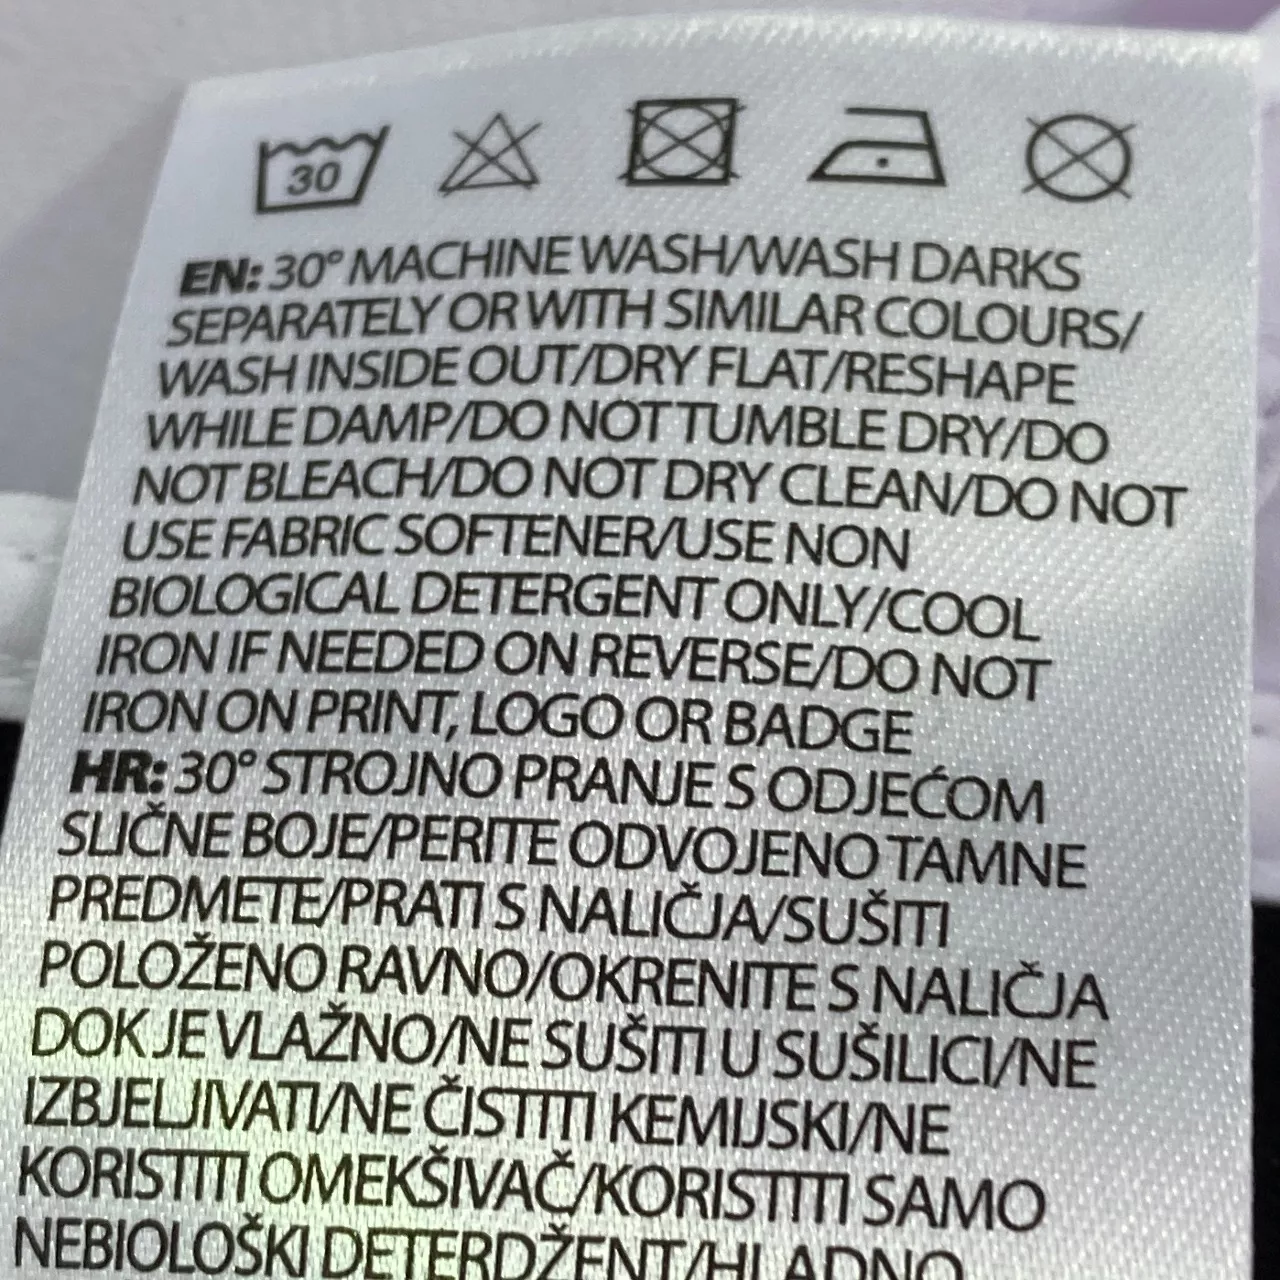 30
EN: 30° MACHINE WASH/WASH DARKS
SEPARATELY OR WITH SIMILAR COLOURS/
WASH INSIDE OUT/DRY FLAT/RESHAPE
WHILE DAMP/DO NOT TUMBLE DRY/DO
NOT BLEACH/DO NOT DRY CLEAN/DO NOT
USE FABRIC SOFTENER/USE NON
BIOLOGICAL DETERGENT ONLY/COOL
IRON IF NEEDED ON REVERSE/DO NOT
IRON ON PRINT, LOGO OR BADGE
HR: 30° STROJNO PRANJE S ODJEĆOM
SLIČNE BOJE/PERITE ODVOJENO TAMNE
PREDMETE/PRATI S NALIČJA/SUŠITI
POLOŽENO RAVNO/OKRENITE S NALIČJA
DOK JE VLAŽNO/NE SUŠITI U SUŠILICI/NE
IZBJELJIVATI/NE ČISTITI KEMIJSKI/NE
KORISTITI OMEKŠIVAČ/KORISTITI SAMO
NEBIOLOŠKI DETERDŽENT/HLADNO